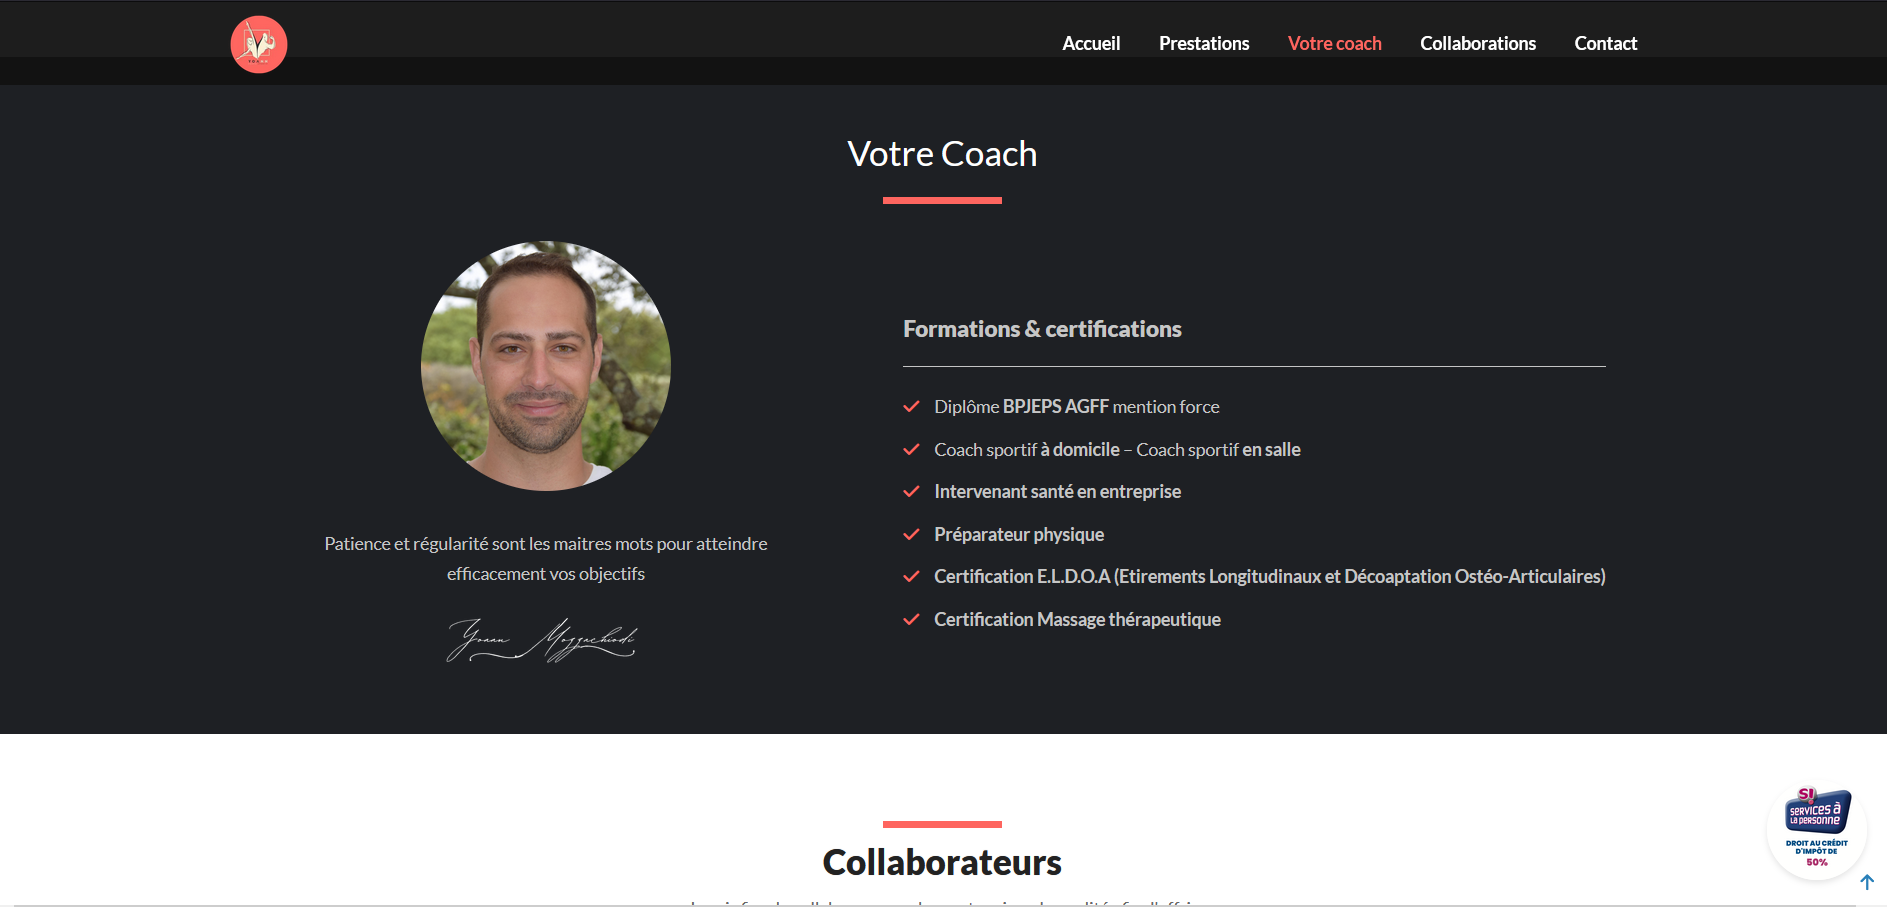 Accueil Prestations Votre coach Collaborations Contact
Votre Coach
Formations & certifications
Diplôme BPJEPS AGFF mention force
Coach sportif à domicile – Coach sportif en salle
Intervenant santé en entreprise
Préparateur physique
Certification E.L.D.O.A (Etirements Longitudinaux et Décoaptation Ostéo-Articulaires)
Certification Massage thérapeutique
Patience et régularité sont les maitres mots pour atteindre
efficacement vos objectifs
Yoann Mozzachiodi
Collaborateurs
S!
services à
la personne
DROIT AU CRÉDIT
D'IMPÔT DE
50%